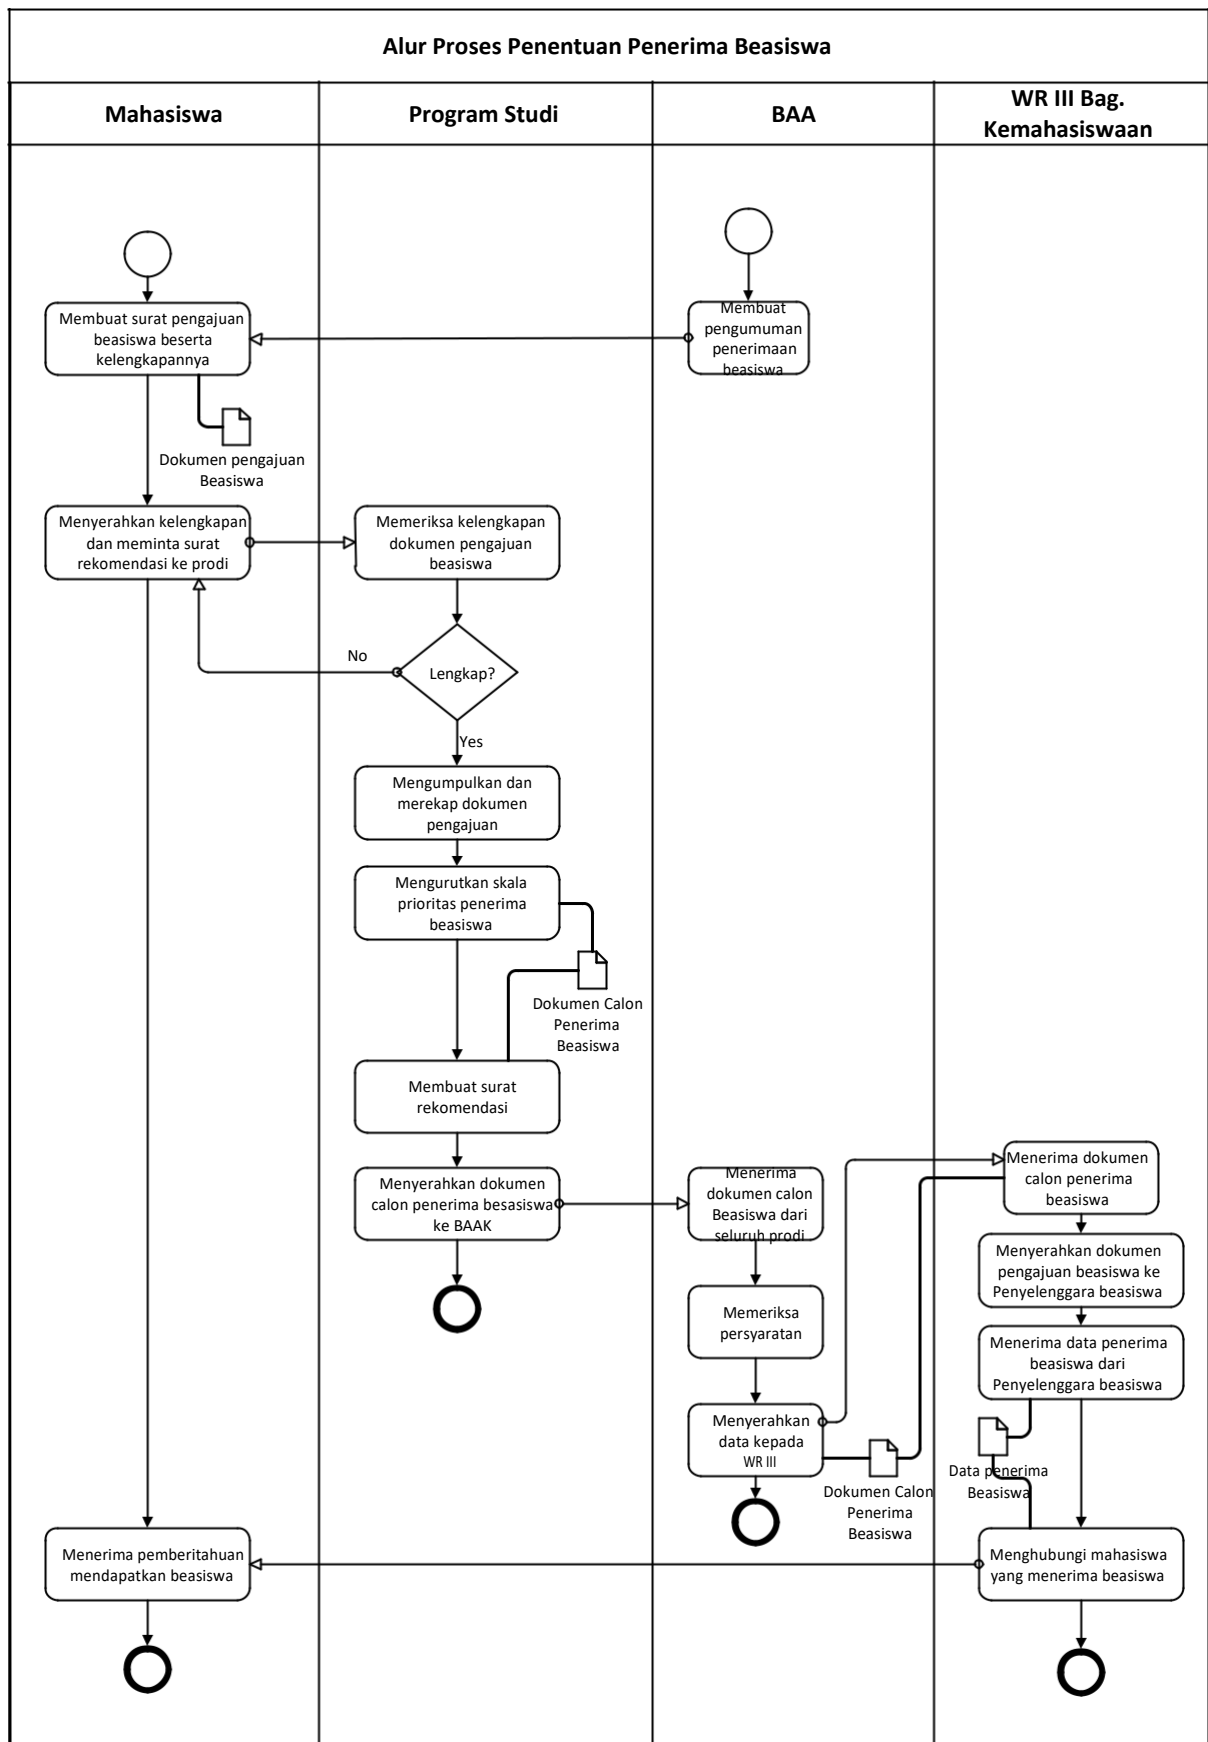 Alur Proses Penentuan Penerima Beasiswa
Mahasiswa
Program Studi
BAA
WR III Bag.
Kemahasiswaan
Membuat surat pengajuan
beasiswa beserta
kelengkapannya
Membuat
pengumuman
penerimaan
beasiswa
Dokumen pengajuan
Beasiswa
Menyerahkan kelengkapan
dan meminta surat
rekomendasi ke prodi
Memeriksa kelengkapan
dokumen pengajuan
beasiswa
No
Lengkap?
Yes
Mengumpulkan dan
merekap dokumen
pengajuan
Mengurutkan skala
prioritas penerima
beasiswa
Dokumen Calon
Penerima
Beasiswa
Membuat surat
rekomendasi
Menyerahkan dokumen
calon penerima besasiswa
ke BAAK
Menerima
dokumen calon
Beasiswa dari
seluruh prodi
Menerima dokumen
calon penerima
beasiswa
Menyerahkan dokumen
pengajuan beasiswa ke
Penyelenggara beasiswa
Memeriksa
persyaratan
Menerima data penerima
beasiswa dari
Penyelenggara beasiswa
Menyerahkan
data kepada
WR III
Dokumen Calon
Penerima
Beasiswa
Data penerima
Beasiswa
Menerima pemberitahuan
mendapatkan beasiswa
Menghubungi mahasiswa
yang menerima beasiswa